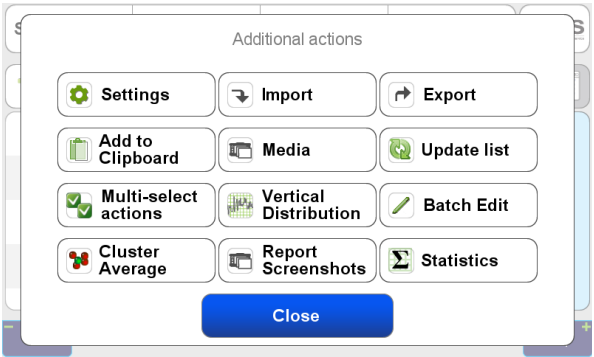 Additional actions
Settings
Import
Export
Add to
Clipboard
Media
Update list
Multi-select
actions
Vertical
Distribution
Batch Edit
Cluster
Average
Report
Screenshots
Σ Statistics
Close